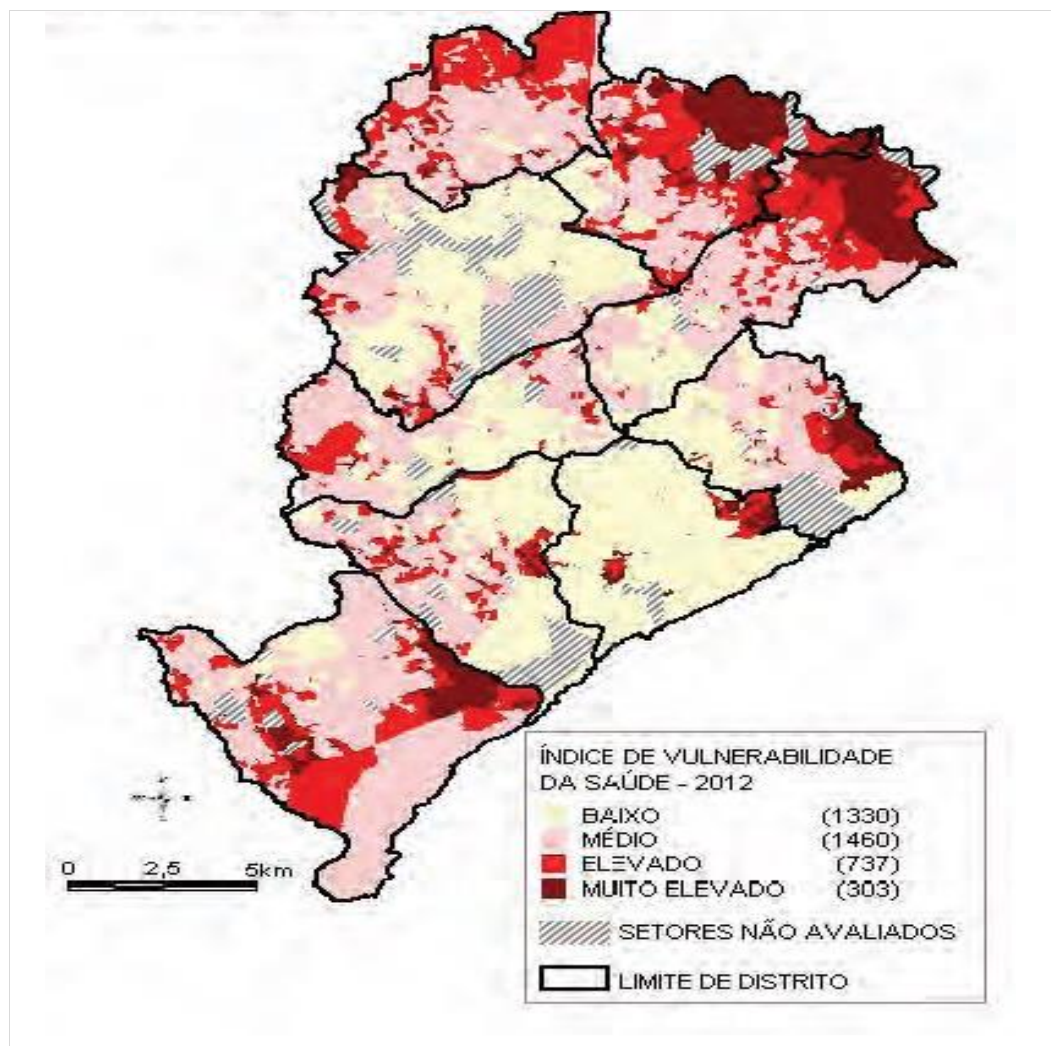 ÍNDICE DE VULNERABILIDADE
DA SAÚDE - 2012
BAIXO (1330)
MÉDIO (1460)
ELEVADO (737)
MUITO ELEVADO (303)
SETORES NÃO AVALIADOS
LIMITE DE DISTRITO
0 2,5 5km